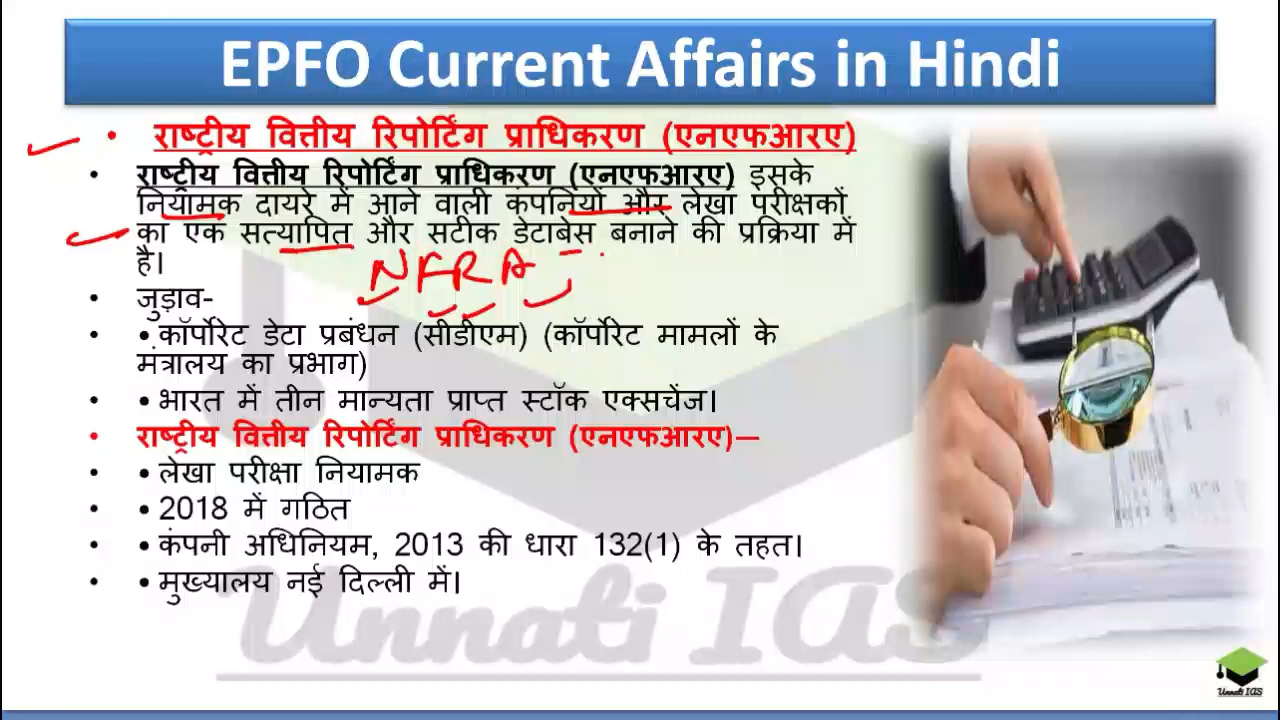 EPFO Current Affairs in Hindi
• राष्ट्रीय वित्तीय रिपोर्टिंग प्राधिकरण (एनएफआरए)
• राष्ट्रीय वित्तीय रिपोर्टिंग प्राधिकरण (एनएफआरए) इसके
नियामक दायरे में आने वाली कंपनियों और लेखा परीक्षकों
का एक सत्यापित और सटीक डेटाबेस बनाने की प्रक्रिया में
है।
NFRA
• जुड़ाव-
• • कॉर्पोरेट डेटा प्रबंधन (सीडीएम) (कॉर्पोरेट मामलों के
मंत्रालय का प्रभाग)
• • भारत में तीन मान्यता प्राप्त स्टॉक एक्सचेंज।
• राष्ट्रीय वित्तीय रिपोर्टिंग प्राधिकरण (एनएफआरए)—
• • लेखा परीक्षा नियामक
• • 2018 में गठित
• • कंपनी अधिनियम, 2013 की धारा 132(1) के तहत।
• • मुख्यालय नई दिल्ली में।
Unnati IAS
Unnati IAS